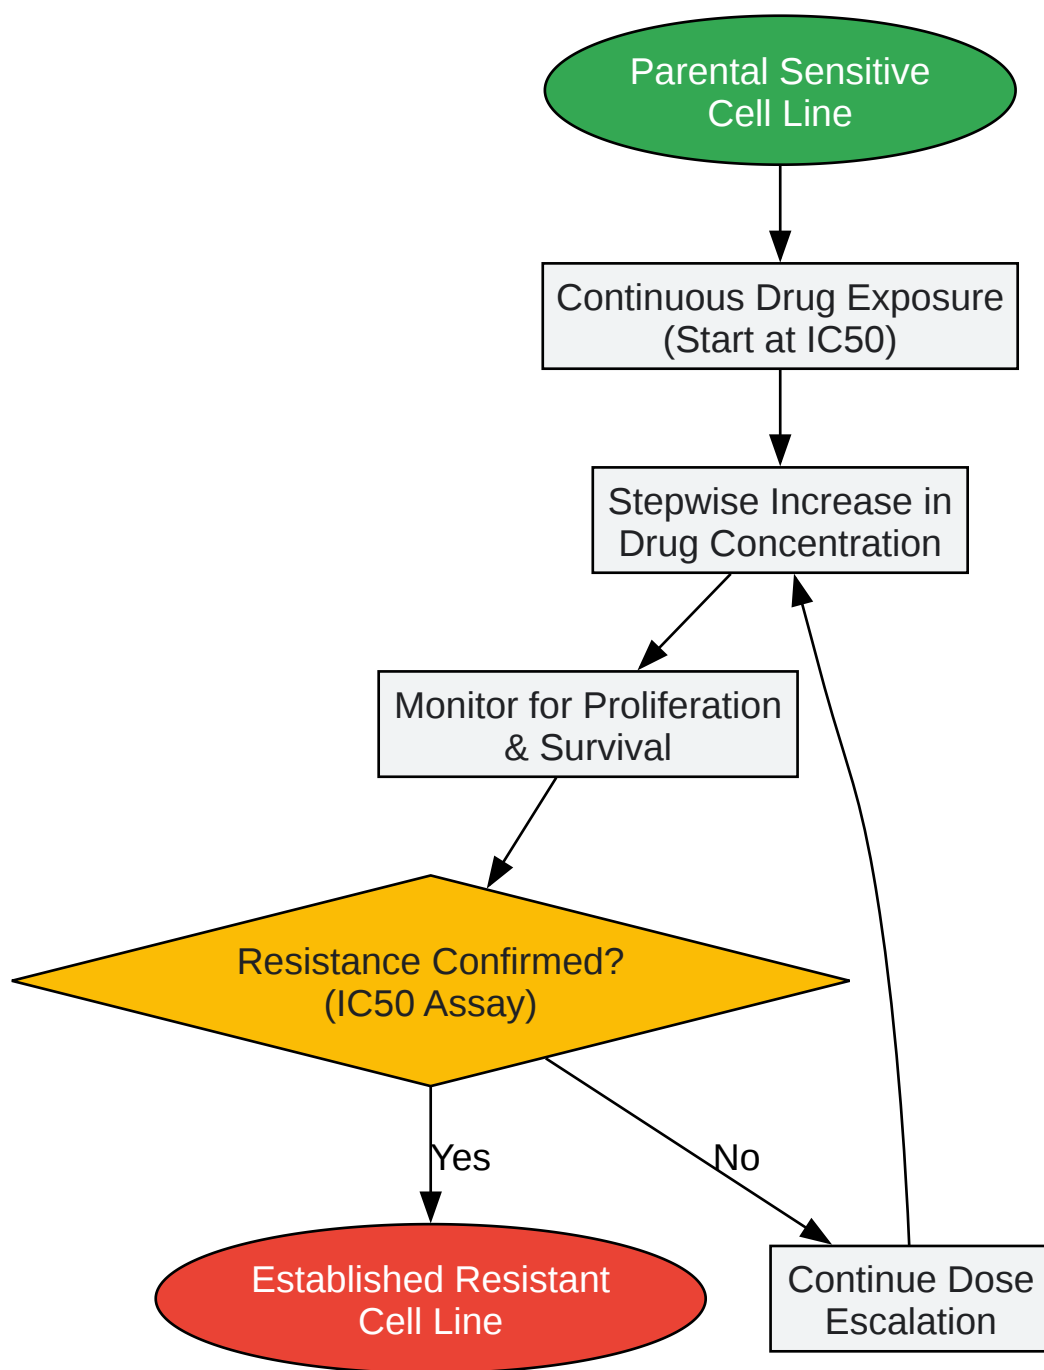 Parental Sensitive
Cell Line
Continuous Drug Exposure
(Start at IC50)
Stepwise Increase in
Drug Concentration
Monitor for Proliferation
& Survival
Resistance Confirmed?
(IC50 Assay)
Yes
No
Established Resistant
Cell Line
Continue Dose
Escalation